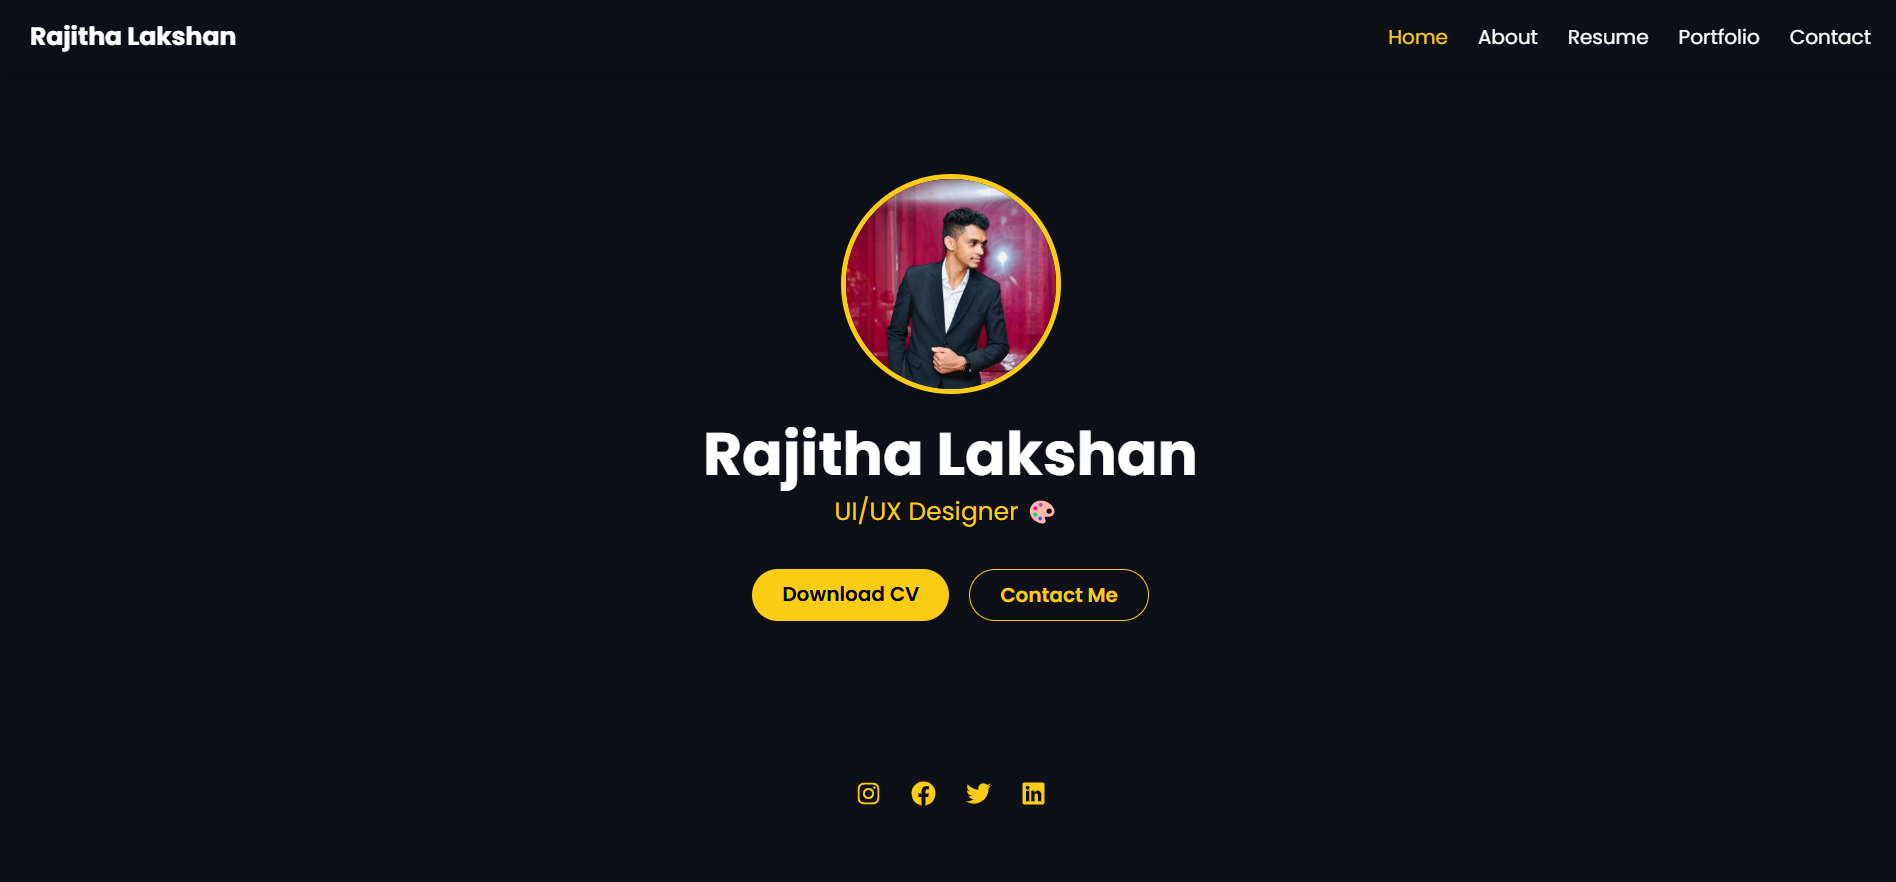 Rajitha Lakshan
Home About Resume Portfolio Contact
Rajitha Lakshan
UI/UX Designer 🎨
Download CV Contact Me